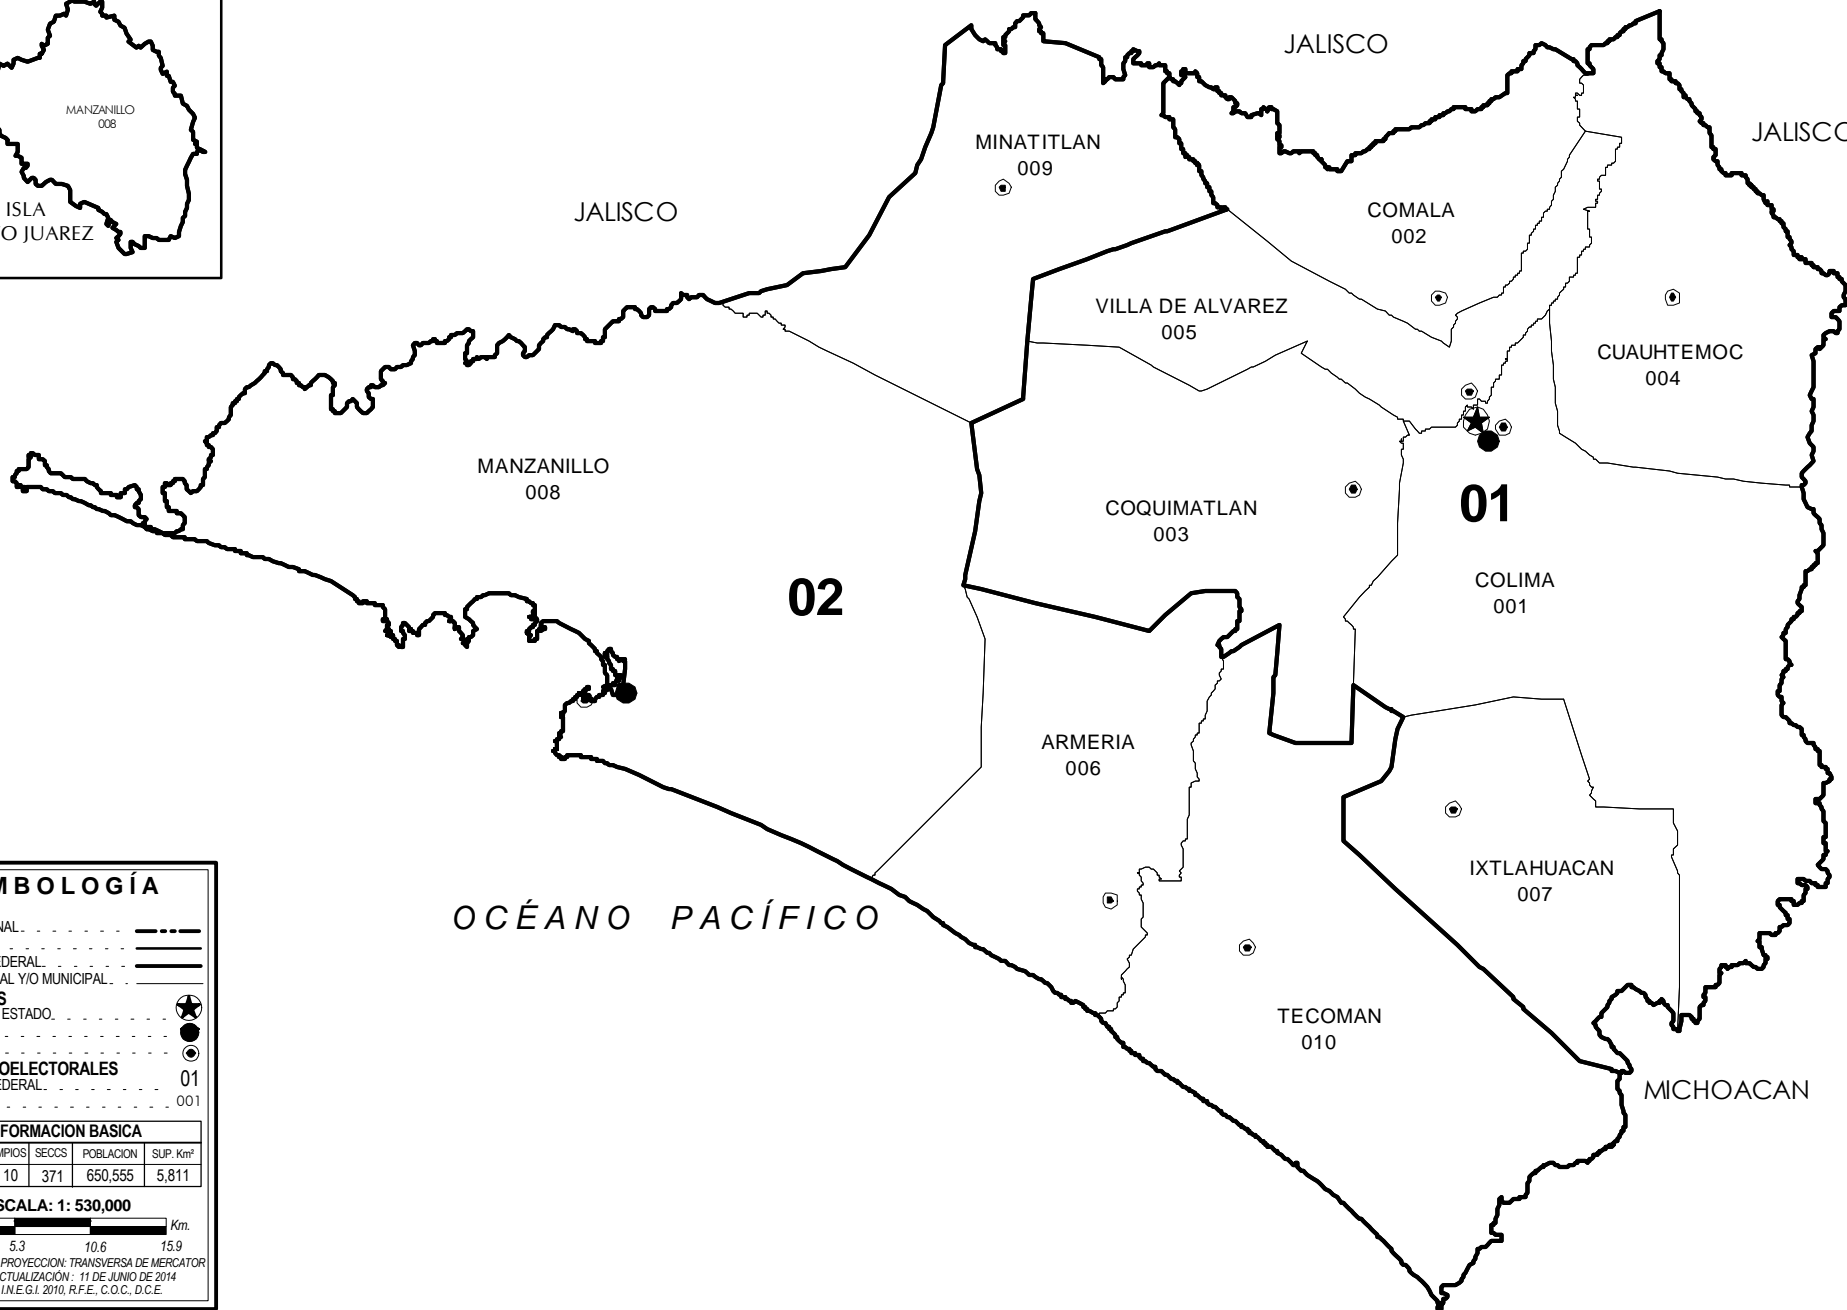 MANZANILLO
008
ISLA
O JUAREZ
JALISCO
JALISCO
JALISCO
MINATITLAN
009
COMALA
002
VILLA DE ALVAREZ
005
CUAUHTEMOC
004
MANZANILLO
008
COQUIMATLAN
003
01
COLIMA
001
02
ARMERIA
006
IXTLAHUACAN
007
OCÉANO PACÍFICO
TECOMAN
010
MICHOACAN
MBOLOGÍA
NAL
EDERAL
AL Y/O MUNICIPAL
S
ESTADO
OELECTORALES
EDERAL 01
001
FORMACION BASICA
MPIOS SECCS POBLACION SUP. Km²
10 371 650,555 5,811
SCALA: 1: 530,000
Km.
5.3 10.6 15.9
PROYECCION: TRANSVERSA DE MERCATOR
CTUALIZACIÓN : 11 DE JUNIO DE 2014
I.N.E.G.I. 2010, R.F.E., C.O.C., D.C.E.